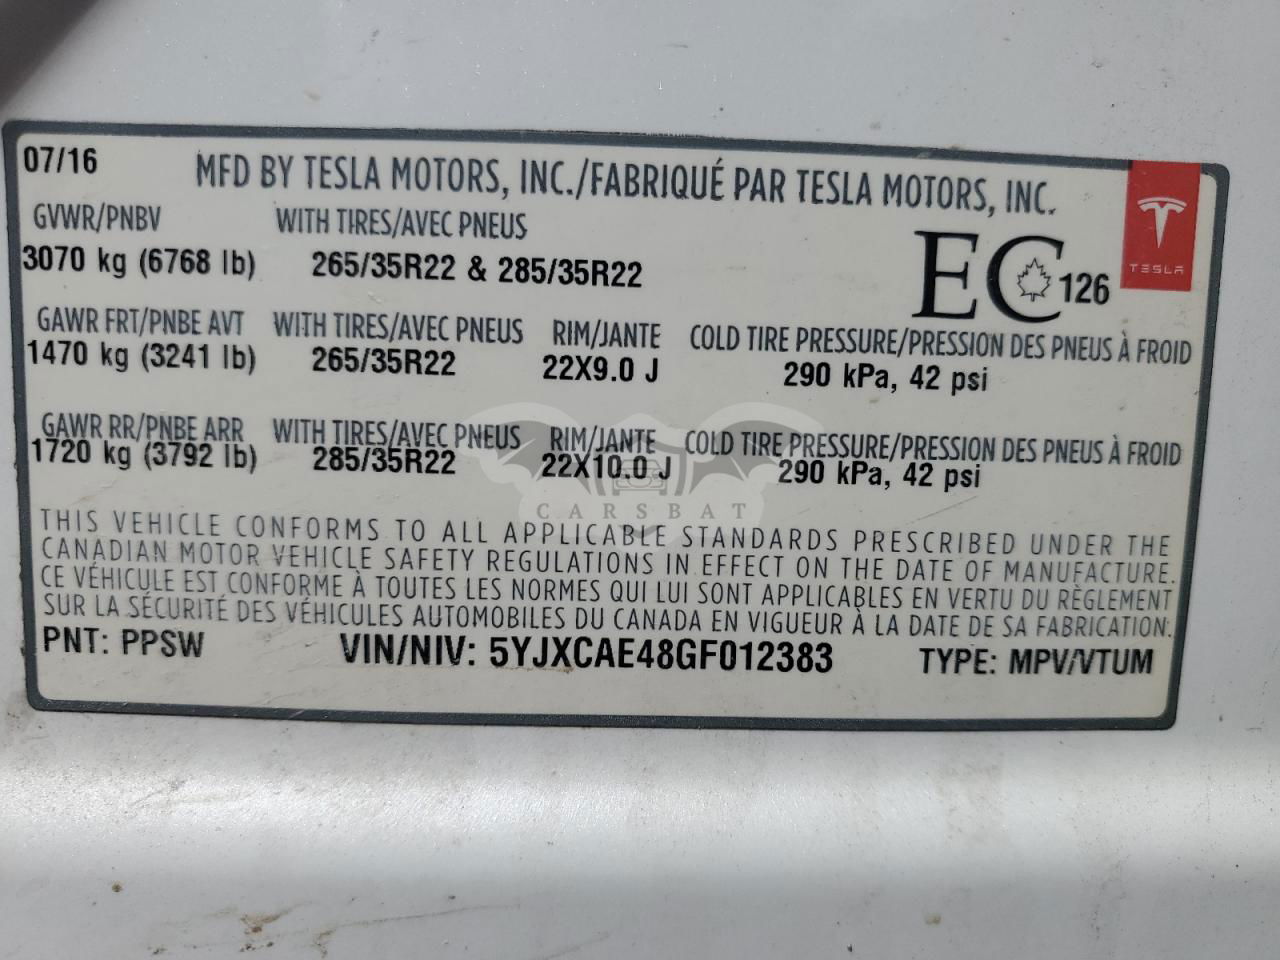 07/16 MFD BY TESLA MOTORS, INC./FABRIQUÉ PAR TESLA MOTORS, INC.
GVWR/PNBV WITH TIRES/AVEC PNEUS
3070 kg (6768 lb) 265/35R22 & 285/35R22
EC 126
TESLA
GAWR FRT/PNBE AVT WITH TIRES/AVEC PNEUS RIM/JANTE COLD TIRE PRESSURE/PRESSION DES PNEUS À FROID
1470 kg (3241 lb) 265/35R22 22X9.0 J 290 kPa, 42 psi
GAWR RR/PNBE ARR WITH TIRES/AVEC PNEUS RIM/JANTE COLD TIRE PRESSURE/PRESSION DES PNEUS À FROID
1720 kg (3792 lb) 285/35R22 22X10.0 J 290 kPa, 42 psi
CARSBAT
THIS VEHICLE CONFORMS TO ALL APPLICABLE STANDARDS PRESCRIBED UNDER THE
CANADIAN MOTOR VEHICLE SAFETY REGULATIONS IN EFFECT ON THE DATE OF MANUFACTURE.
CE VÉHICULE EST CONFORME À TOUTES LES NORMES QUI LUI SONT APPLICABLES EN VERTU DU RÈGLEMENT
SUR LA SÉCURITÉ DES VÉHICULES AUTOMOBILES DU CANADA EN VIGUEUR À LA DATE DE SA FABRICATION.
PNT: PPSW VIN/NIV: 5YJXCAE48GF012383 TYPE: MPV/VTUM